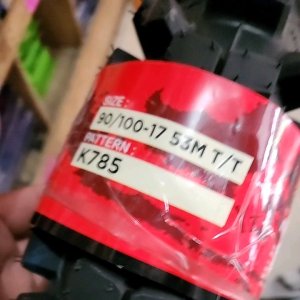 SIZE:
90/100-17 53M T/T
PATTERN:
K785